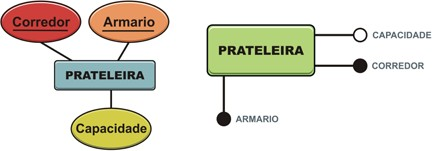 Corredor
Armario
PRATELEIRA
Capacidade
PRATELEIRA
CAPACIDADE
CORREDOR
ARMARIO